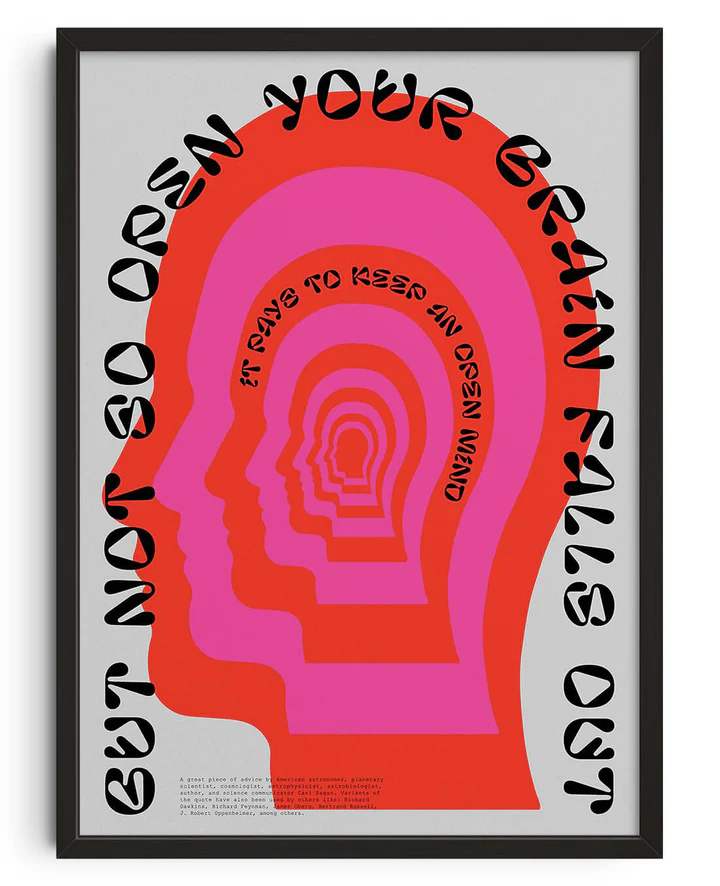 IT PAYS TO KEEP AN OPEN MIND
BUT NOT SO OPEN YOUR BRAIN FALLS OUT
A great piece of advice by American astronomer, planetary
scientist, cosmologist, astrophysicist, astrobiologist,
author, and science communicator Carl Sagan. Variants of
the quote have also been used by others like: Richard
Dawkins, Richard Feynman, James Oberg, Bertrand Russell,
J. Robert Oppenheimer, among others.